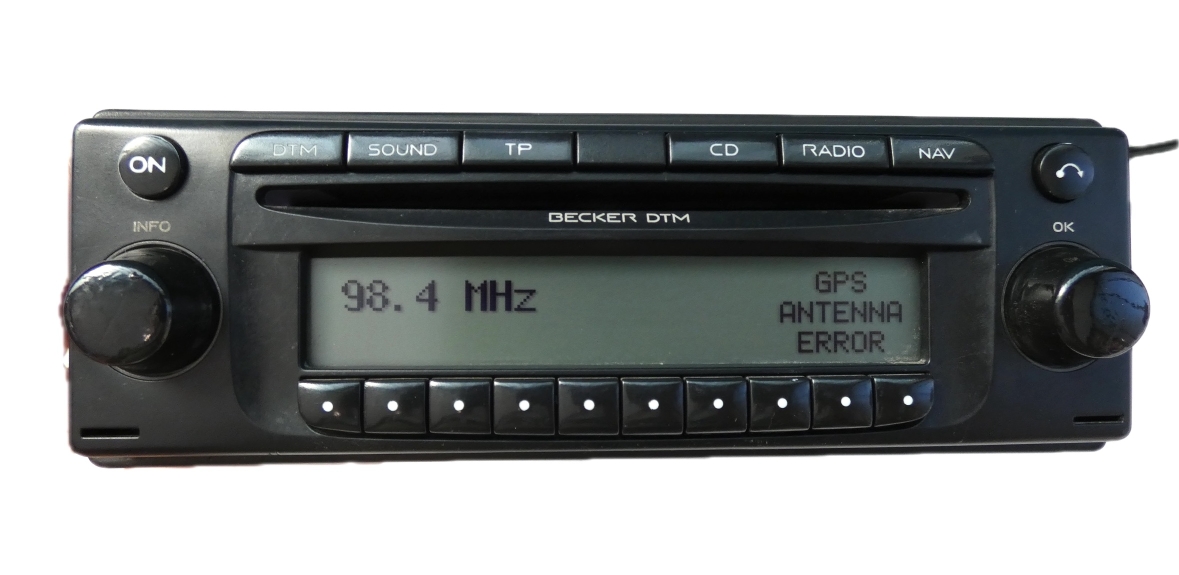 ON
DTM SOUND TP CD RADIO NAV
INFO
BECKER DTM
OK
98.4 MHz
GPS
ANTENNA
ERROR